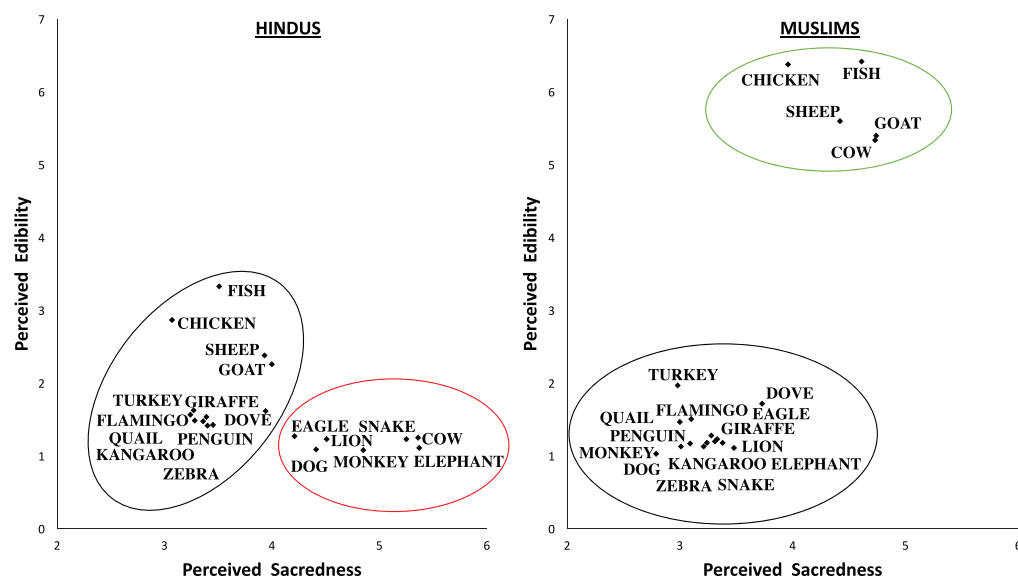 HINDUS
7
6
5
4
3
2
1
0
Perceived Edibility
FISH
CHICKEN
SHEEP
GOAT
TURKEY GIRAFFE
FLAMINGO DOVE
QUAIL PENGUIN
KANGAROO
ZEBRA
EAGLE SNAKE
LION COW
DOG MONKEY ELEPHANT
2 3 4 5 6
Perceived Sacredness
MUSLIMS
7
6
5
4
3
2
1
0
Perceived Edibility
CHICKEN FISH
SHEEP
GOAT
COW
TURKEY
DOVE
QUAIL FLAMINGO EAGLE
PENGUIN GIRAFFE
MONKEY LION
DOG KANGAROO ELEPHANT
ZEBRA SNAKE
2 3 4 5 6
Perceived Sacredness